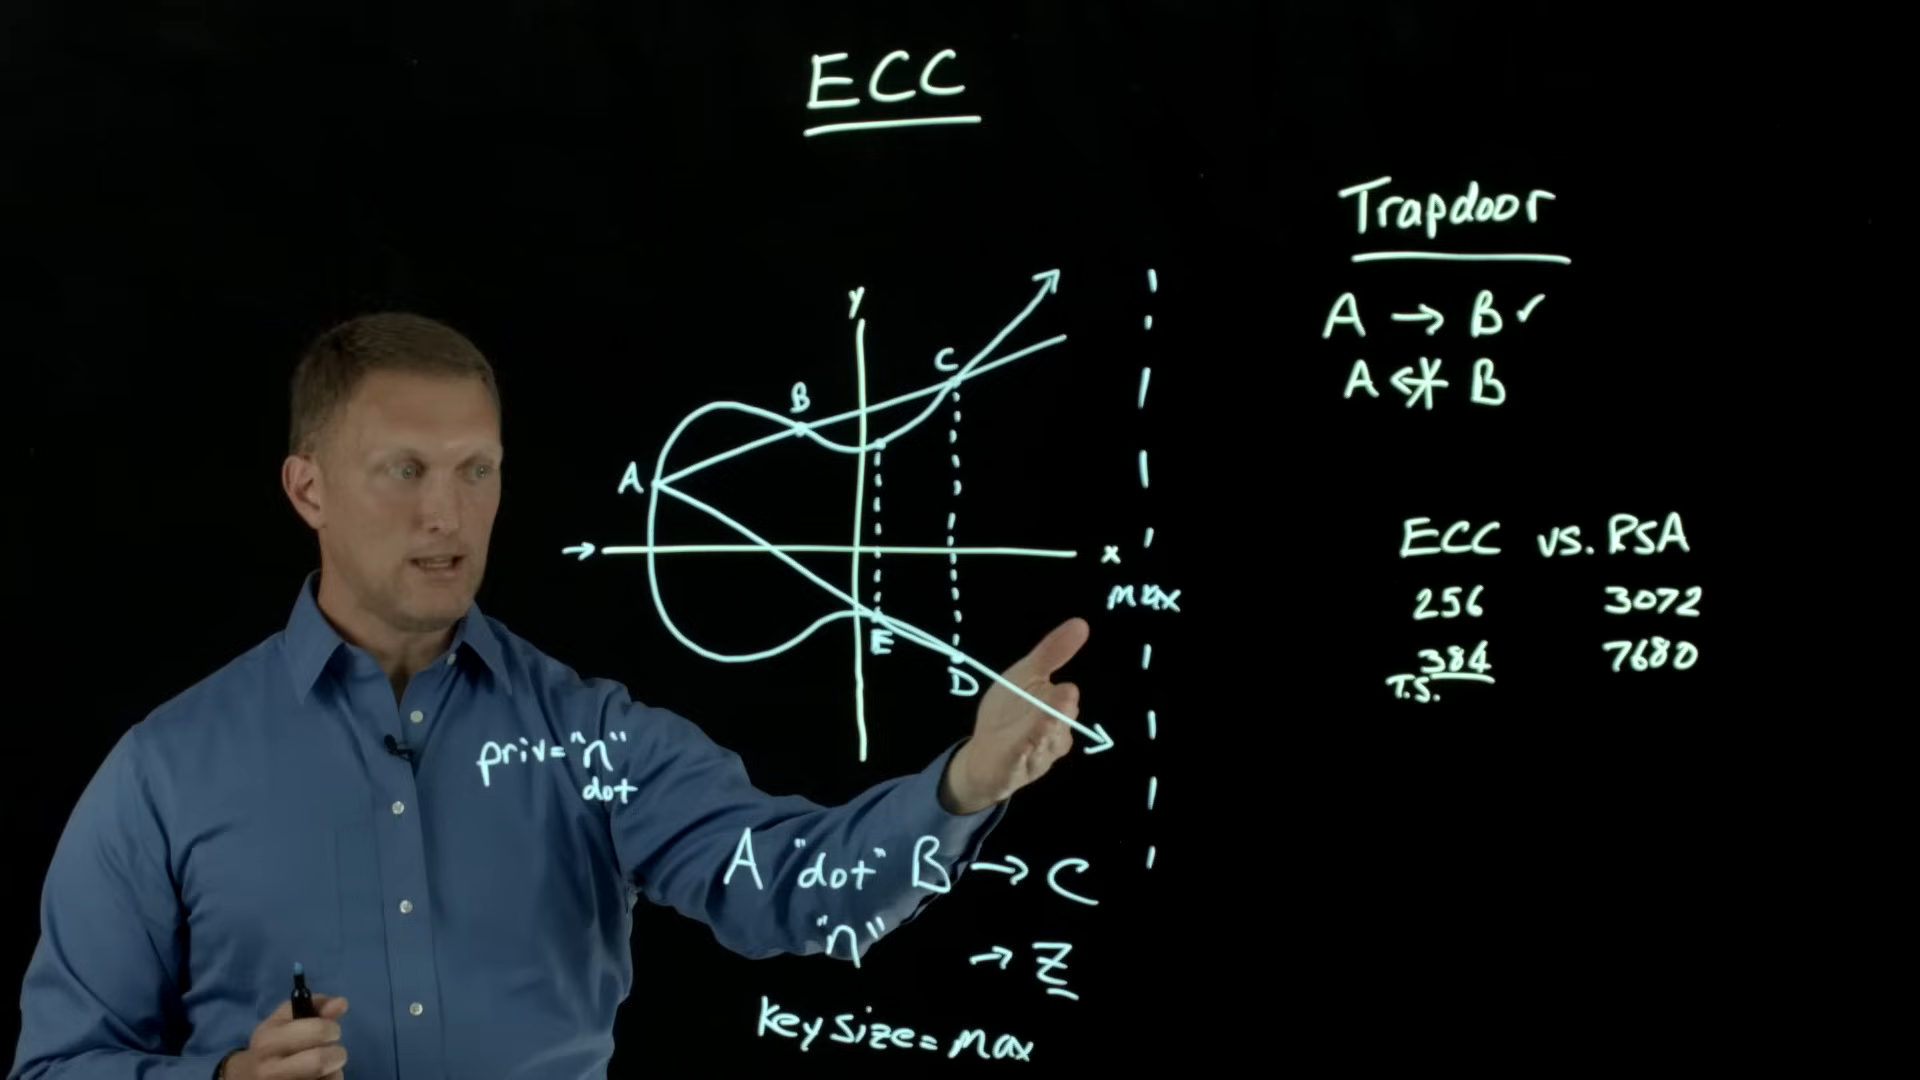 ECC
Trapdoor
A → B ✓
A <* B
y
C
B
A
x
max
E
D
ECC vs. RSA
256 3072
384 7680
T.S.
priv= "n"
dot
A "dot" B → C
"n" → Z
key size = max